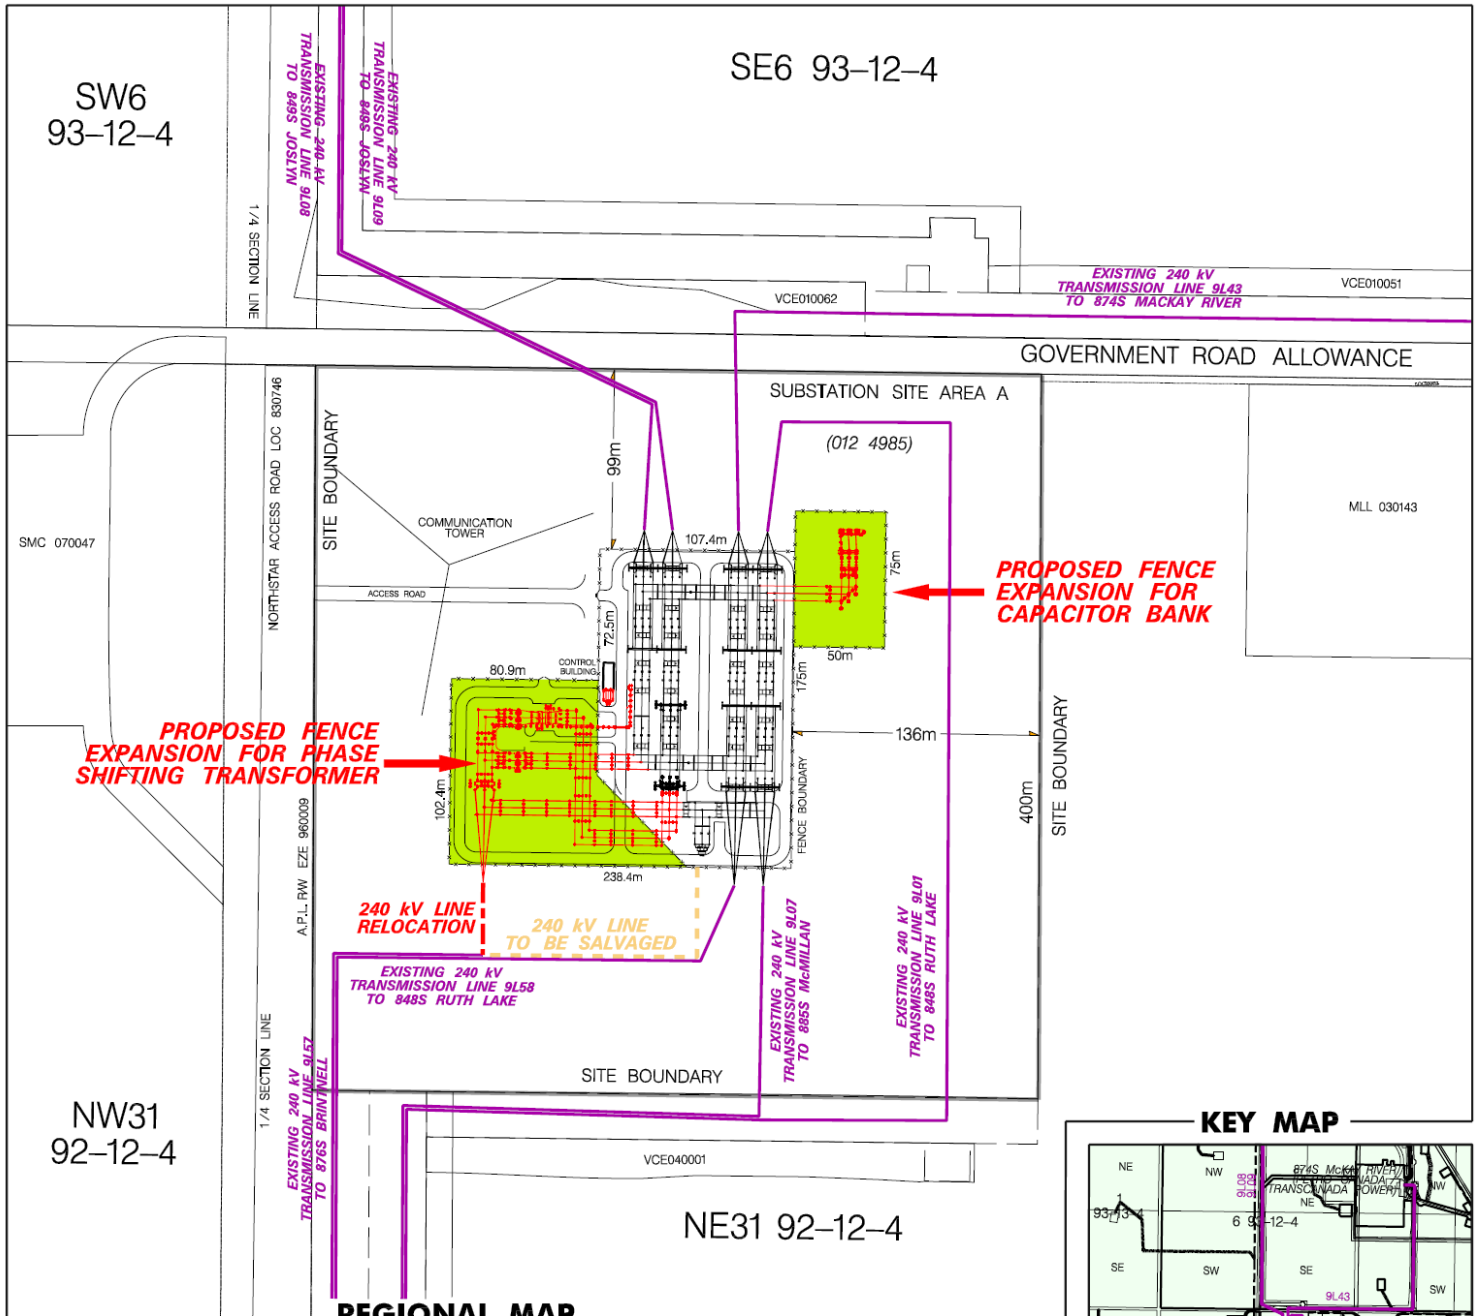 SW6
93–12–4
SE6 93–12–4
EXISTING 240 kV
TRANSMISSION LINE 9L08
TO 849S JOSLYN
EXISTING 240 kV
TRANSMISSION LINE 9L09
TO 849S JOSLYN
1/4 SECTION LINE
VCE010062
EXISTING 240 kV
TRANSMISSION LINE 9L43
TO 874S MACKAY RIVER
VCE010051
GOVERNMENT ROAD ALLOWANCE
SUBSTATION SITE AREA A
(012 4985)
NORTHSTAR ACCESS ROAD LOC 830746
SITE BOUNDARY
99m
COMMUNICATION
TOWER
SMC 070047
MLL 030143
107.4m
75m
PROPOSED FENCE
EXPANSION FOR
CAPACITOR BANK
ACCESS ROAD
72.5m
50m
CONTROL
BUILDING
80.9m
175m
PROPOSED FENCE
EXPANSION FOR PHASE
SHIFTING TRANSFORMER
136m
SITE BOUNDARY
400m
102.4m
FENCE BOUNDARY
238.4m
A.P.L. RW EZE 960009
240 kV LINE
RELOCATION
240 kV LINE
TO BE SALVAGED
EXISTING 240 kV
TRANSMISSION LINE 9L58
TO 848S RUTH LAKE
EXISTING 240 kV
TRANSMISSION LINE 9L07
TO 885S McMILLAN
EXISTING 240 kV
TRANSMISSION LINE 9L01
TO 848S RUTH LAKE
1/4 SECTION LINE
EXISTING 240 kV
TRANSMISSION LINE 9L57
TO 876S BRINTNELL
SITE BOUNDARY
NW31
92–12–4
VCE040001
NE31 92–12–4
KEY MAP
NE
NW
9L08
9L09
874S McKAY RIVER
PETRO CANADA
TRANSCANADA POWER
NE
NW
1
93-13-4
6 93-12-4
SE
SW
SE
SW
9L43
REGIONAL MAP